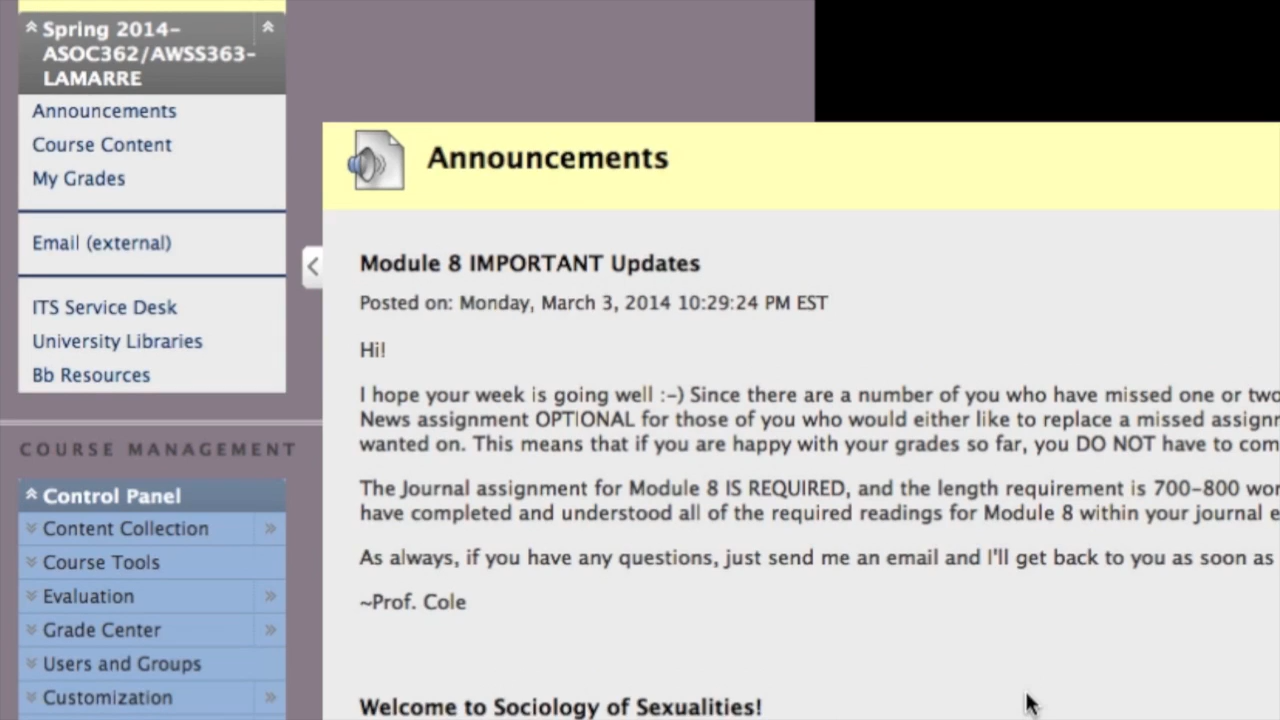 Spring 2014-
ASOC362/AWSS363-
LAMARRE
Announcements
Course Content
My Grades
Email (external)
ITS Service Desk
University Libraries
Bb Resources
COURSE MANAGEMENT
Control Panel
Content Collection
Course Tools
Evaluation
Grade Center
Users and Groups
Customization
Announcements
Module 8 IMPORTANT Updates
Posted on: Monday, March 3, 2014 10:29:24 PM EST
Hi!
I hope your week is going well :-) Since there are a number of you who have missed one or two
News assignment OPTIONAL for those of you who would either like to replace a missed assignm
wanted on. This means that if you are happy with your grades so far, you DO NOT have to com
The Journal assignment for Module 8 IS REQUIRED, and the length requirement is 700-800 wor
have completed and understood all of the required readings for Module 8 within your journal e
As always, if you have any questions, just send me an email and I'll get back to you as soon as
~Prof. Cole
Welcome to Sociology of Sexualities!